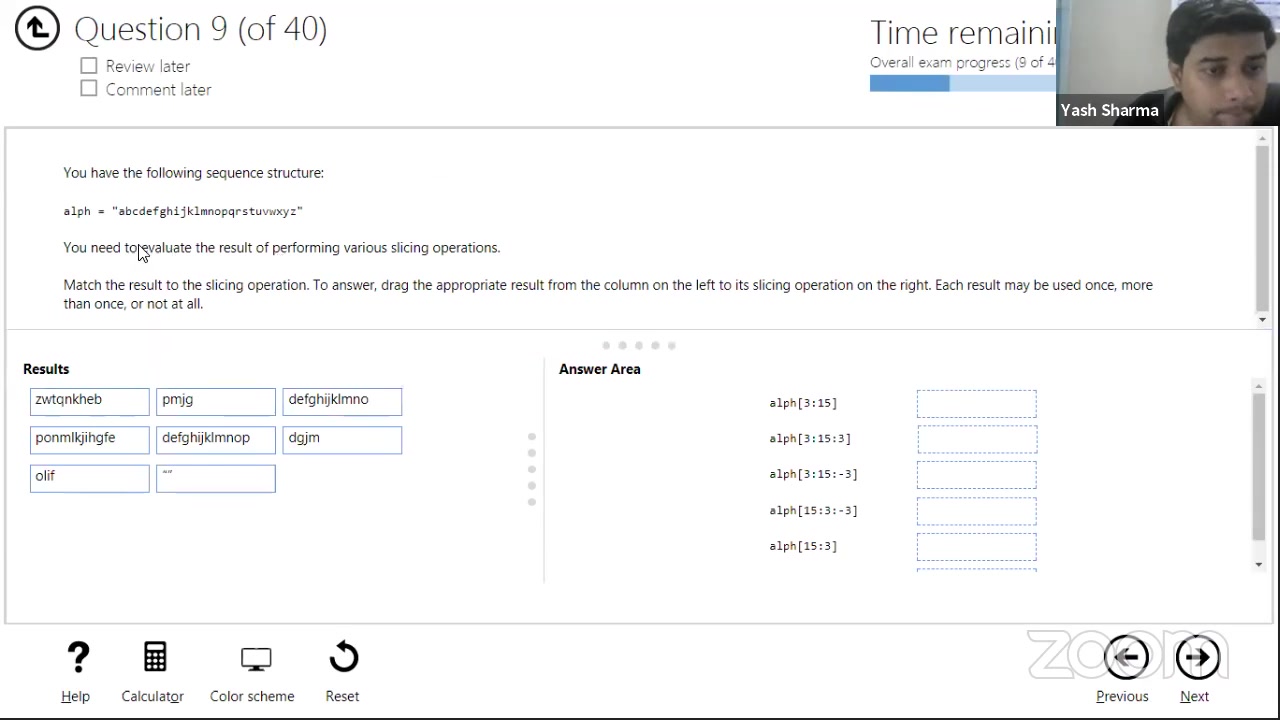 Question 9 (of 40)
Review later
Comment later
Time remaini
Overall exam progress (9 of 4
Yash Sharma
You have the following sequence structure:
alph = "abcdefghijklmnopqrstuvwxyz"
You need to evaluate the result of performing various slicing operations.
Match the result to the slicing operation. To answer, drag the appropriate result from the column on the left to its slicing operation on the right. Each result may be used once, more
than once, or not at all.
Results
zwtqnkheb pmjg defghijklmno
ponmlkjihgfe defghijklmnop dgjm
olif “”
Answer Area
alph[3:15]
alph[3:15:3]
alph[3:15:-3]
alph[15:3:-3]
alph[15:3]
Help Calculator Color scheme Reset
zoom
Previous Next